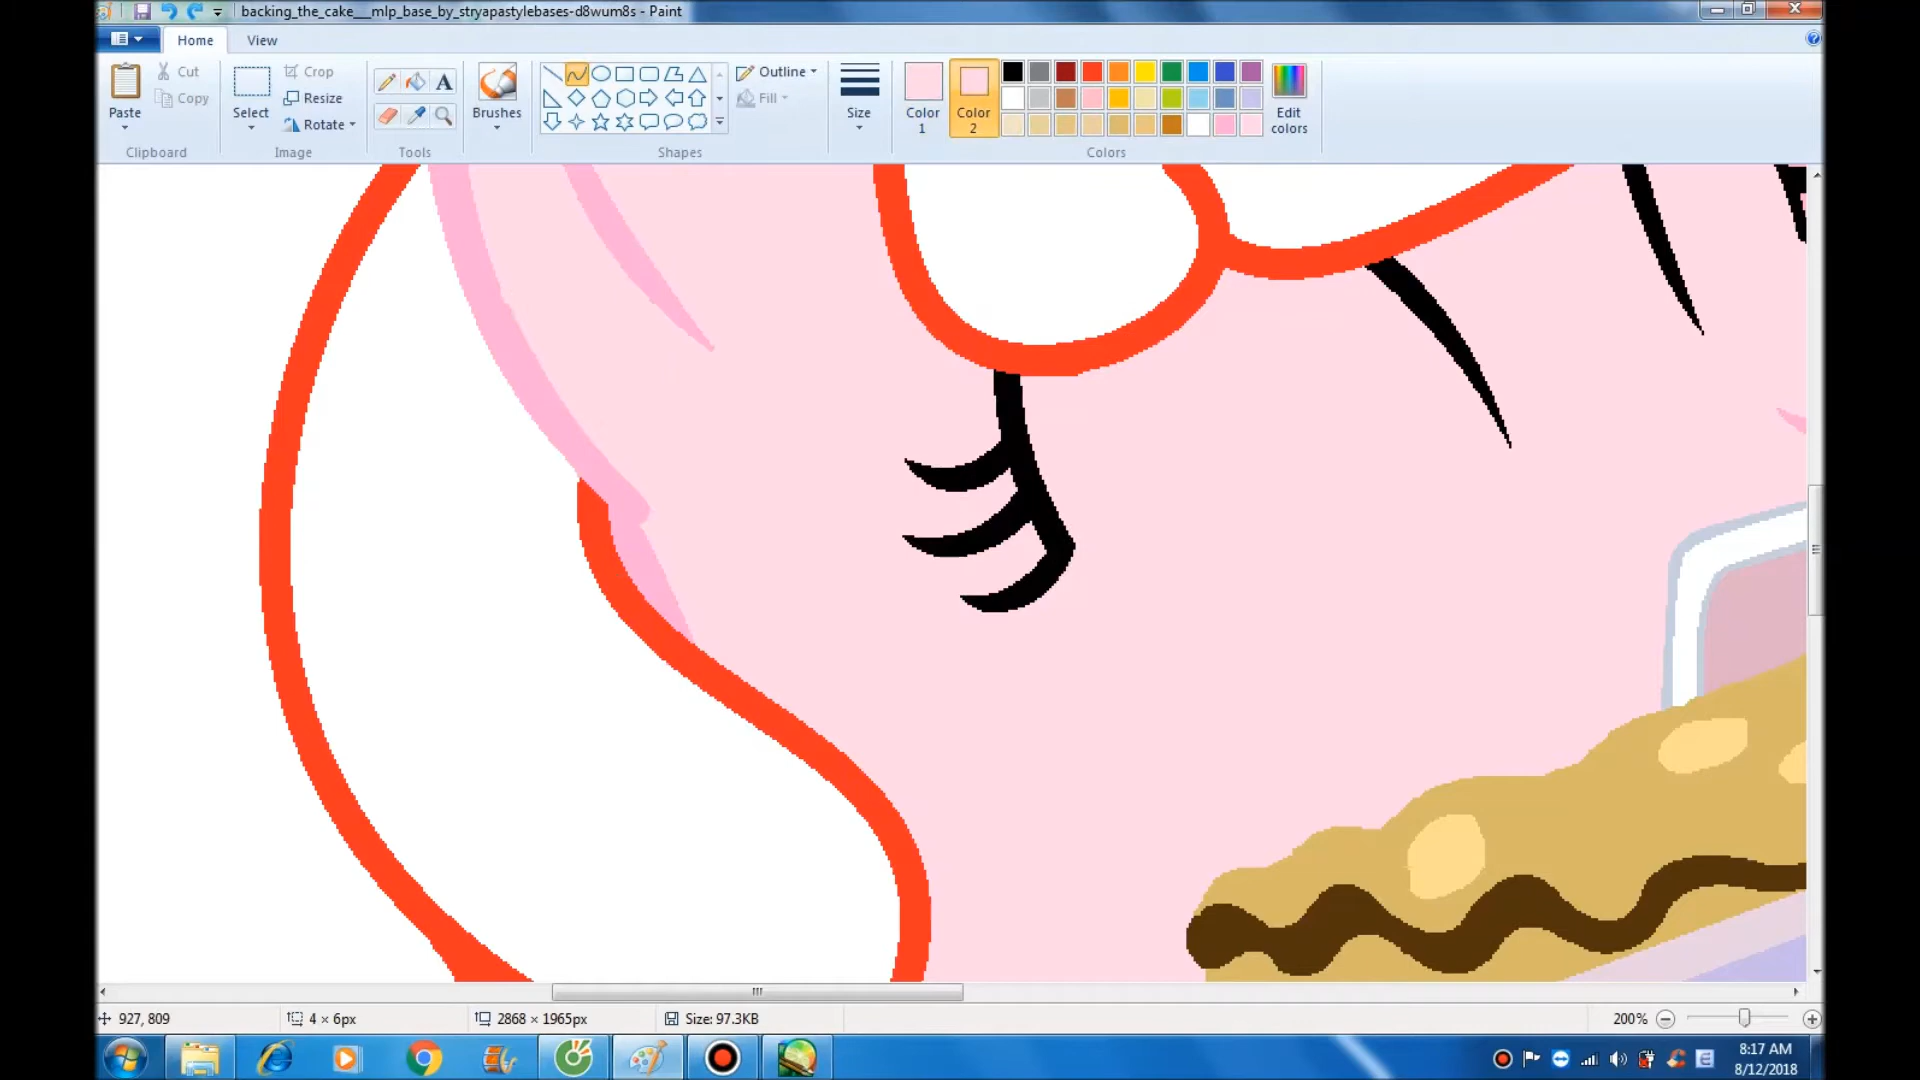 backing_the_cake___mlp_base_by_stryapastylebases-d8wum8s - Paint
Home View
Paste
Cut
Copy
Clipboard
Select
Crop
Resize
Rotate
Image
A
Tools
Brushes
Shapes
Outline
Fill
Size
Color
1
Color
2
Edit
colors
Colors
927, 809
4 × 6px
2868 × 1965px
Size: 97.3KB
200%
8:17 AM
8/12/2018